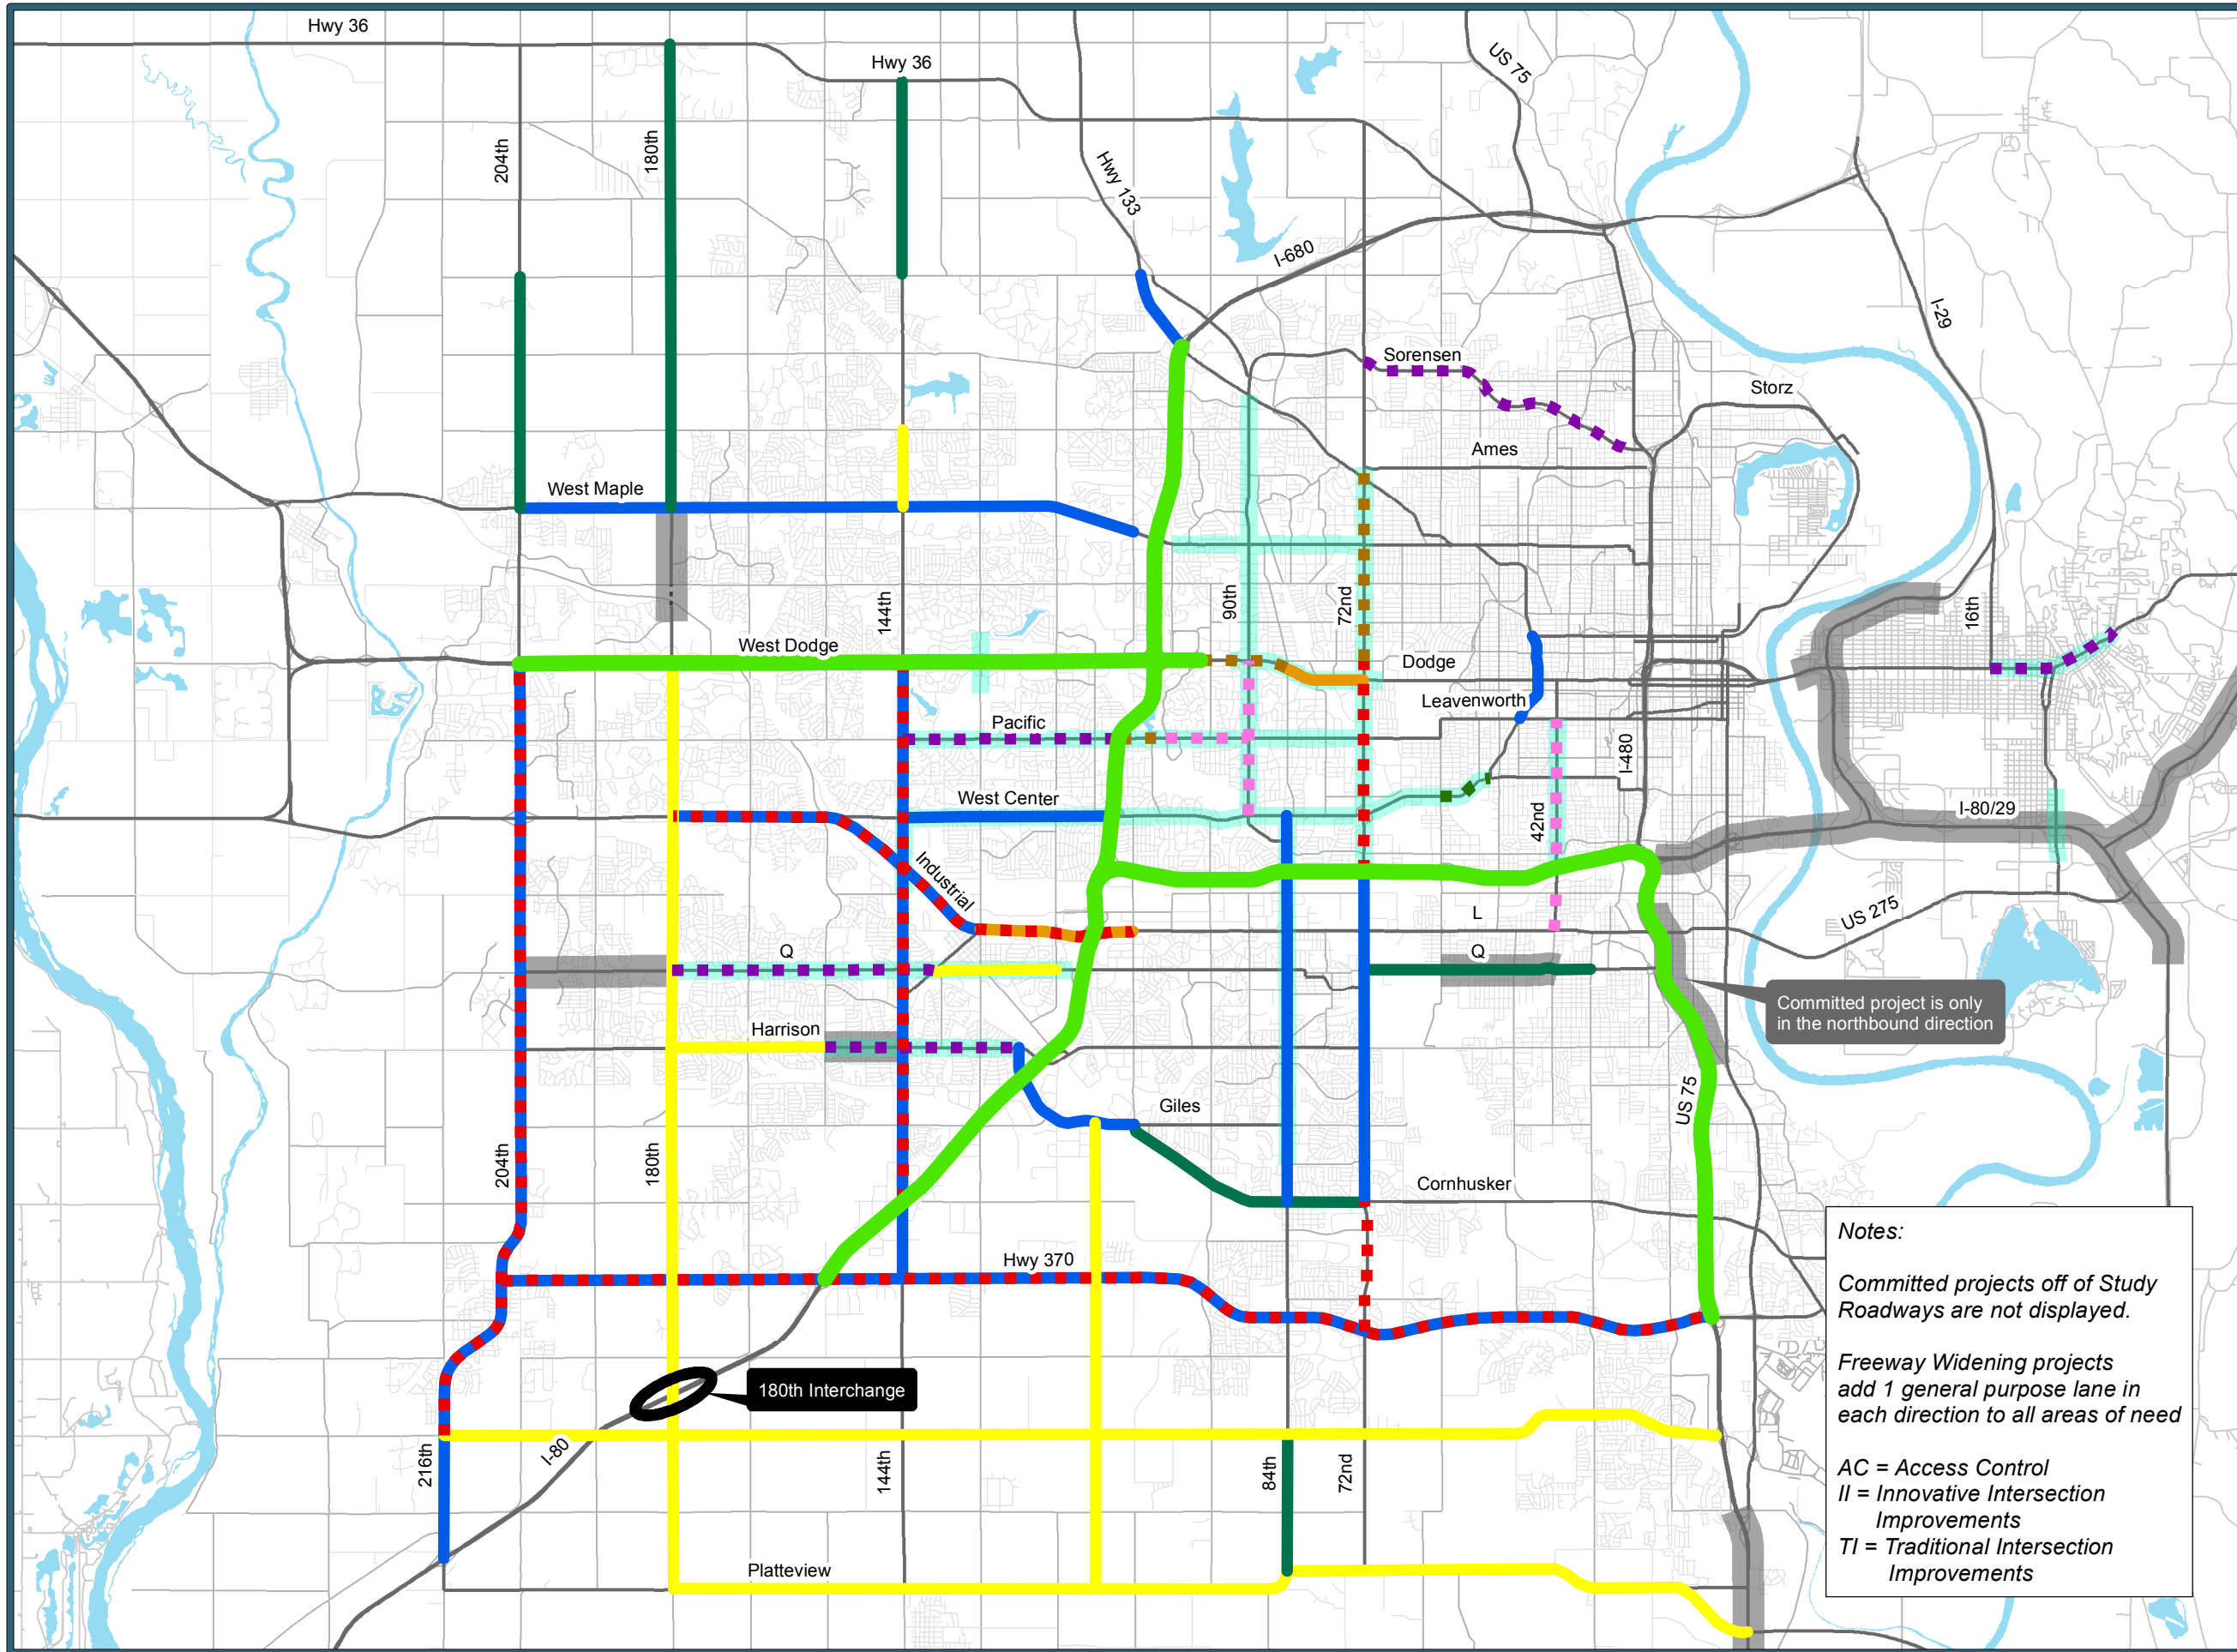 Hwy 36
Hwy 36
US 75
204th
180th
Hwy 133
I-680
I-29
Sorensen
Storz
Ames
West Maple
144th
90th
72nd
16th
West Dodge
Dodge
Leavenworth
Pacific
I-480
West Center
42nd
I-80/29
Industrial
L
US 275
Q
Q
Committed project is only
in the northbound direction
Harrison
Giles
US 75
204th
180th
Cornhusker
Hwy 370
180th Interchange
I-80
216th
144th
84th
72nd
Platteview
Notes:
Committed projects off of Study
Roadways are not displayed.
Freeway Widening projects
add 1 general purpose lane in
each direction to all areas of need
AC = Access Control
II = Innovative Intersection
Improvements
TI = Traditional Intersection
Improvements